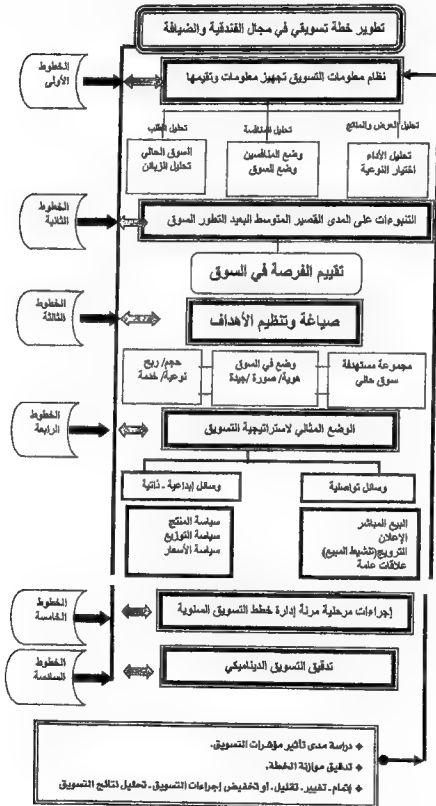 تطوير خطة تسويقي في مجال الفندقية والضيافة
نظام معلومات التسويق تجهيز معلومات وتقيمها
الخطوط
الأولى
تحليل العرض والمنتج
تحليل المنافسة
تحليل الطلب
تحليل الأداء
اختيار النوعية
وضع المنافسين
وضع للسوق
السوق الحالي
تحليل الزبائن
التنبوءات على المدى القصير المتوسط البعيد التطور السوق
الخطوط
الثانية
تقييم الفرصة في السوق
صياغة وتنظيم الأهداف
الخطوط
الثالثة
مجموعة مستهدفة
سوق حالي
وضع في السوق
هوية/ صورة /جيدة
حجم/ ربح
نوعية/ خدمة
الوضع المثالي لاستراتيجية التسويق
الخطوط
الرابعة
وسائل تواصلية
وسائل إبداعية - ذاتية
البيع المباشر
الإعلان
الترويج(تنشيط المبيع)
علاقات عامة
سياسة المنتج
سياسة التوزيع
سياسة الأسعار
إجراءات مرحلية مرنة إدارة خطط التسويق السنوية
الخطوط
الخامسة
تدقيق التسويق الديناميكي
الخطوط
السادسة
♦ دراسة مدى تأثير مؤشرات التسويق.
♦ تدقيق موازنة الخطة.
♦ إتمام- تغيير- تقليل- أو تخفيض إجراءات التسويق- تحليل نتائج التسويق